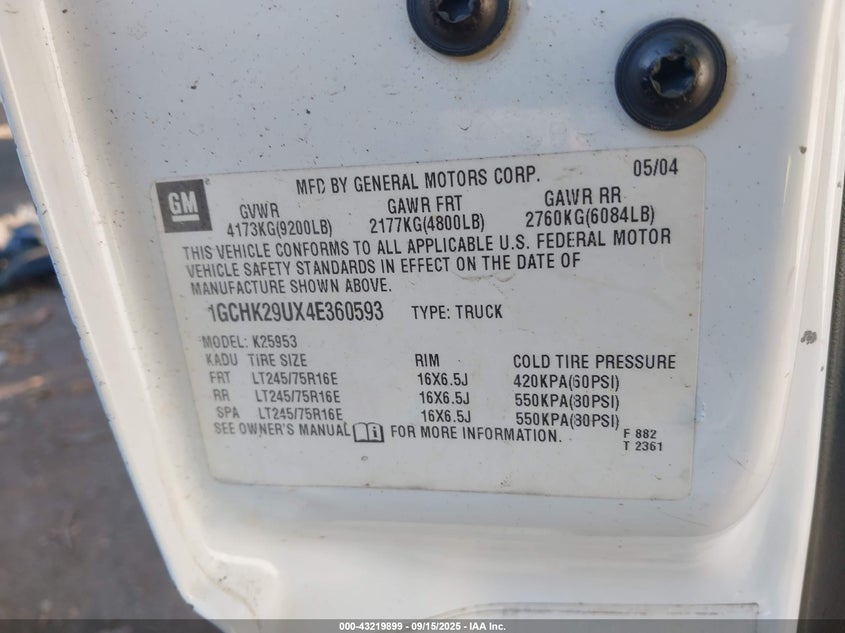 GM
MFD BY GENERAL MOTORS CORP. 05/04
GVWR GAWR FRT GAWR RR
4173KG(9200LB) 2177KG(4800LB) 2760KG(6084LB)
THIS VEHICLE CONFORMS TO ALL APPLICABLE U.S. FEDERAL MOTOR
VEHICLE SAFETY STANDARDS IN EFFECT ON THE DATE OF
MANUFACTURE SHOWN ABOVE.
1GCHK29UX4E360593 TYPE: TRUCK
MODEL: K25953
KADU TIRE SIZE RIM COLD TIRE PRESSURE
FRT LT245/75R16E 16X6.5J 420KPA(60PSI)
RR LT245/75R16E 16X6.5J 550KPA(80PSI)
SPA LT245/75R16E 16X6.5J 550KPA(80PSI)
SEE OWNER'S MANUAL FOR MORE INFORMATION.
F 882
T 2361
000-43219899 - 09/15/2025 - IAA Inc.